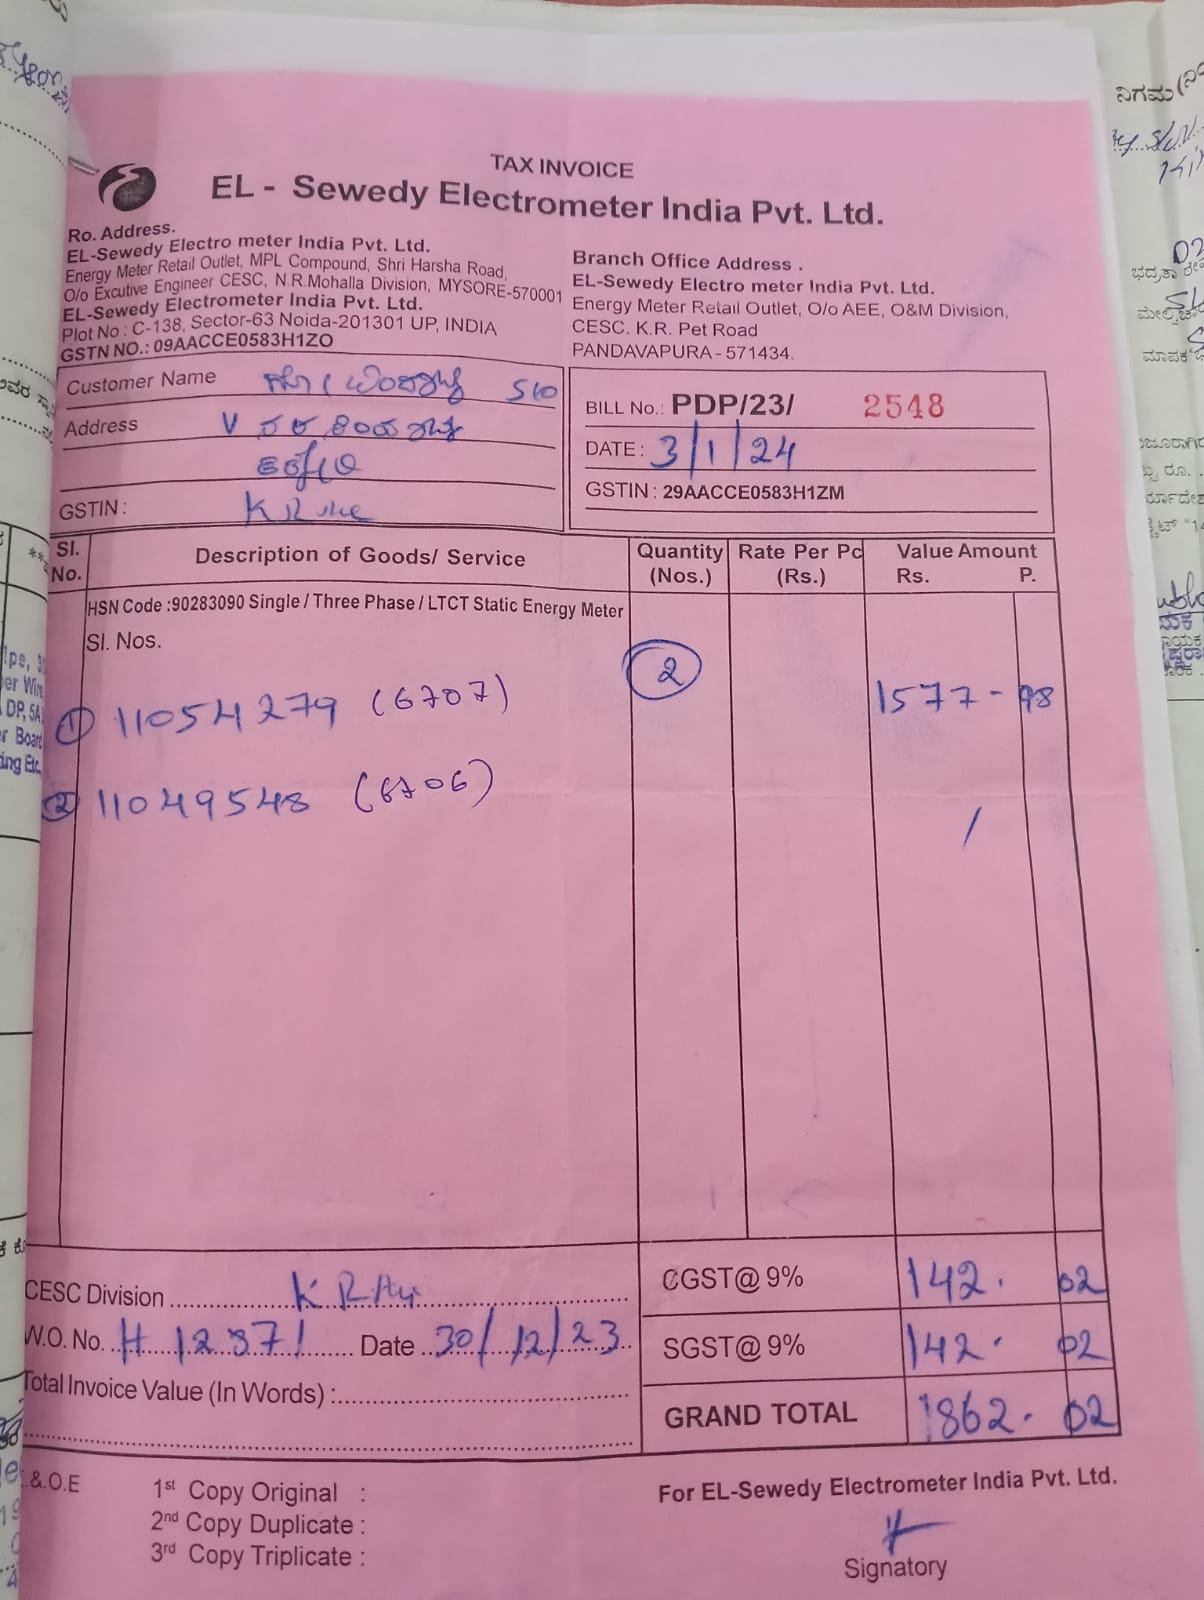 TAX INVOICE
EL - Sewedy Electrometer India Pvt. Ltd.
Ro. Address.
EL-Sewedy Electro meter India Pvt. Ltd.
Energy Meter Retail Outlet, MPL Compound, Shri Harsha Road,
O/o Excutive Engineer CESC, N.R.Mohalla Division, MYSORE-570001
EL-Sewedy Electrometer India Pvt. Ltd.
Plot No : C-138, Sector-63 Noida-201301 UP, INDIA
GSTN NO.: 09AACCE0583H1ZO
Branch Office Address .
EL-Sewedy Electro meter India Pvt. Ltd.
Energy Meter Retail Outlet, O/o AEE, O&M Division,
CESC. K.R. Pet Road
PANDAVAPURA - 571434.
Customer Name S/O
Address V
GSTIN :
BILL No.: PDP/23/ 2548
DATE : 3/1/24
GSTIN : 29AACCE0583H1ZM
Sl. No. Description of Goods/ Service Quantity (Nos.) Rate Per Pc (Rs.) Value Amount Rs. P.
HSN Code :90283090 Single / Three Phase / LTCT Static Energy Meter
Sl. Nos.
① 11054279 (6707) 2 1577 - 98
② 11049548 (6706)
CESC Division
W.O. No. H 12871 Date 30/12/23
Total Invoice Value (In Words) :
CGST@ 9% 142. 02
SGST@ 9% 142. 02
GRAND TOTAL 1862. 02
&.O.E
1st Copy Original :
2nd Copy Duplicate :
3rd Copy Triplicate :
For EL-Sewedy Electrometer India Pvt. Ltd.
Signatory
ನಿಗಮ